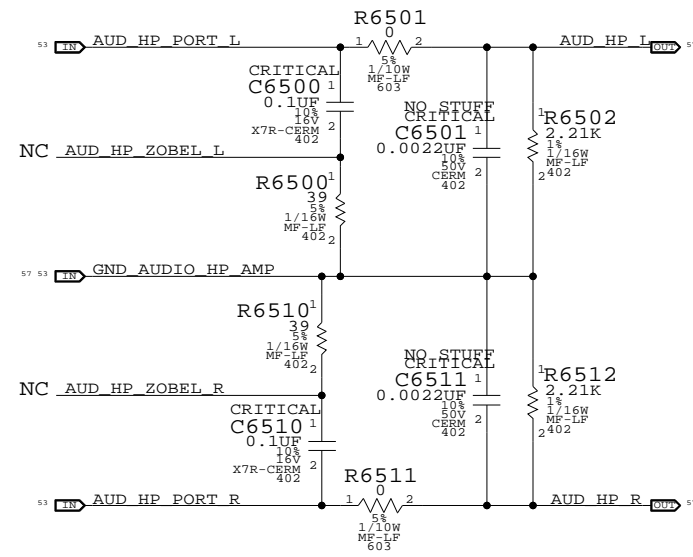 R6501
0
53 IN AUD_HP_PORT_L 1 2 AUD_HP_L OUT
5%
1/10W
MF-LF
603
CRITICAL
C6500 1
0.1UF
10%
16V
X7R-CERM
402
2
NO STUFF
CRITICAL
C6501 1
0.0022UF
10%
50V
CERM
402
2
1 R6502
2.21K
1%
1/16W
MF-LF
402
2
NC AUD_HP_ZOBEL_L
R6500 1
39
5%
1/16W
MF-LF
402
2
57 53 IN GND_AUDIO_HP_AMP
R6510 1
39
5%
1/16W
MF-LF
402
2
NO STUFF
CRITICAL
C6511 1
0.0022UF
10%
50V
CERM
402
2
1 R6512
2.21K
1%
1/16W
MF-LF
402
2
NC AUD_HP_ZOBEL_R
CRITICAL
C6510 1
0.1UF
10%
16V
X7R-CERM
402
2
R6511
0
53 IN AUD_HP_PORT_R 1 2 AUD_HP_R OUT
5%
1/10W
MF-LF
603